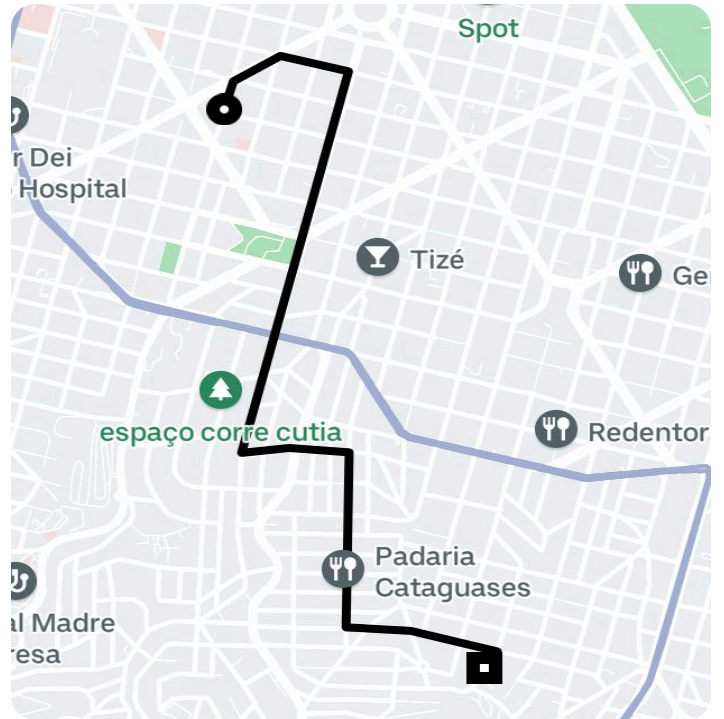 Spot
r Dei
Hospital
Tizé
Ge
espaço corre cutia
Redentor
Padaria
Cataguases
al Madre
resa